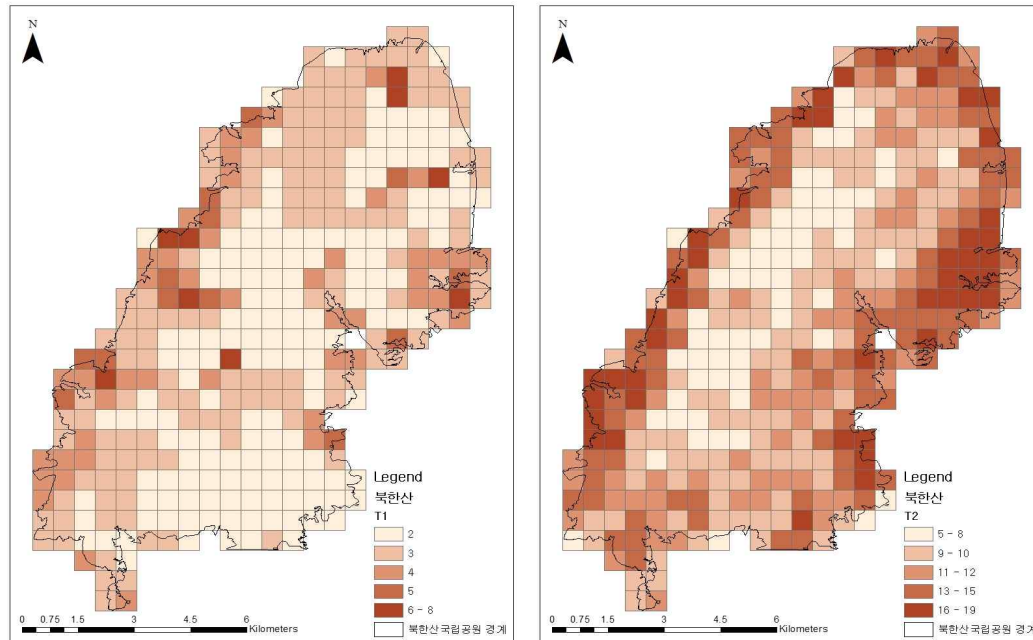 N
Legend
북한산
T1
2
3
4
5
6 - 8
북한산국립공원 경계
0 0.75 1.5 3 4.5 6
Kilometers
N
Legend
북한산
T2
5 - 8
9 - 10
11 - 12
13 - 15
16 - 19
북한산국립공원 경계
0 0.75 1.5 3 4.5 6
Kilometers